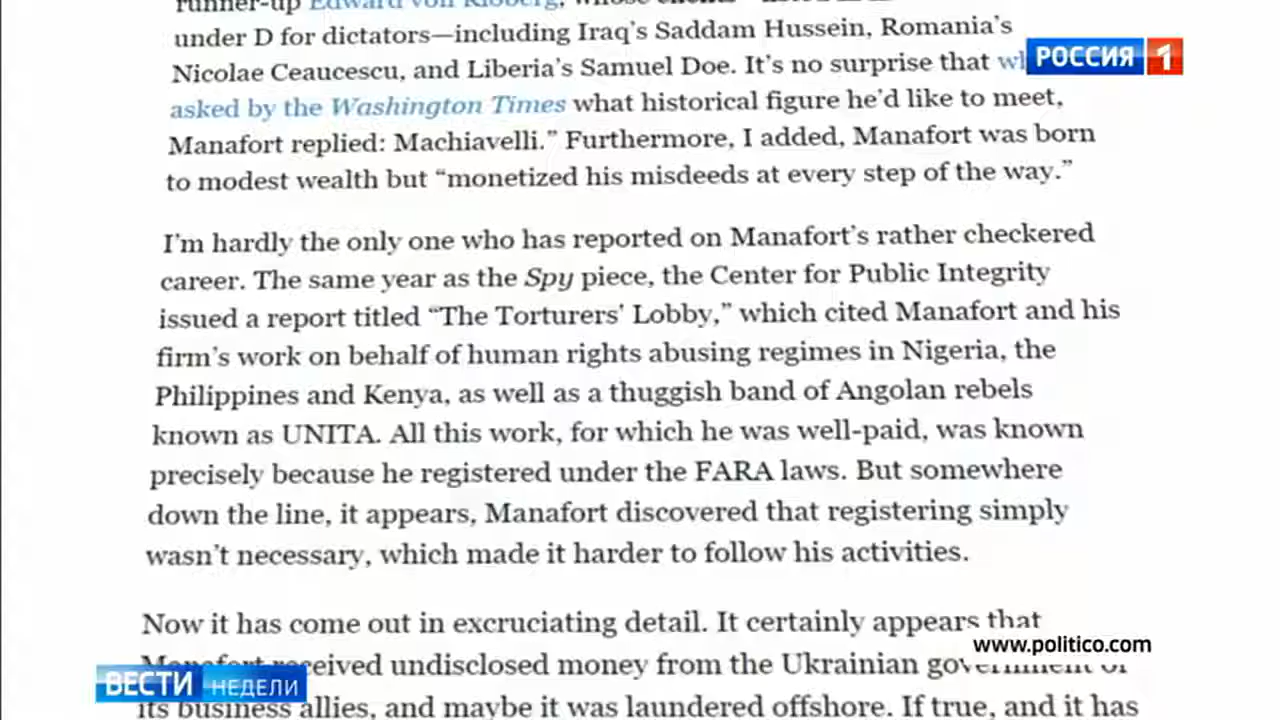 runner-up Edward von Kloberg, whose clients
under D for dictators—including Iraq's Saddam Hussein, Romania's
РОССИЯ 1
Nicolae Ceaucescu, and Liberia's Samuel Doe. It's no surprise that
asked by the Washington Times what historical figure he'd like to meet,
Manafort replied: Machiavelli.” Furthermore, I added, Manafort was born
to modest wealth but “monetized his misdeeds at every step of the way.”
I'm hardly the only one who has reported on Manafort's rather checkered
career. The same year as the Spy piece, the Center for Public Integrity
issued a report titled “The Torturers' Lobby,” which cited Manafort and his
firm's work on behalf of human rights abusing regimes in Nigeria, the
Philippines and Kenya, as well as a thuggish band of Angolan rebels
known as UNITA. All this work, for which he was well-paid, was known
precisely because he registered under the FARA laws. But somewhere
down the line, it appears, Manafort discovered that registering simply
wasn't necessary, which made it harder to follow his activities.
Now it has come out in excruciating detail. It certainly appears that
www.politico.com
Manafort received undisclosed money from the Ukrainian government or
ВЕСТИ НЕДЕЛИ
its business allies, and maybe it was laundered offshore. If true, and it has